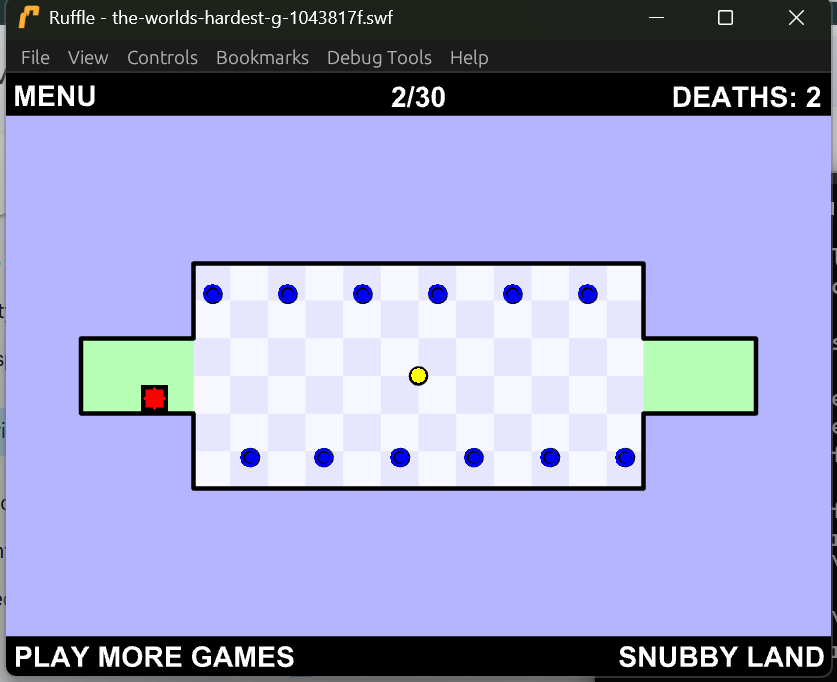 Ruffle - the-worlds-hardest-g-1043817f.swf
File View Controls Bookmarks Debug Tools Help
MENU 2/30 DEATHS: 2
PLAY MORE GAMES SNUBBY LAND